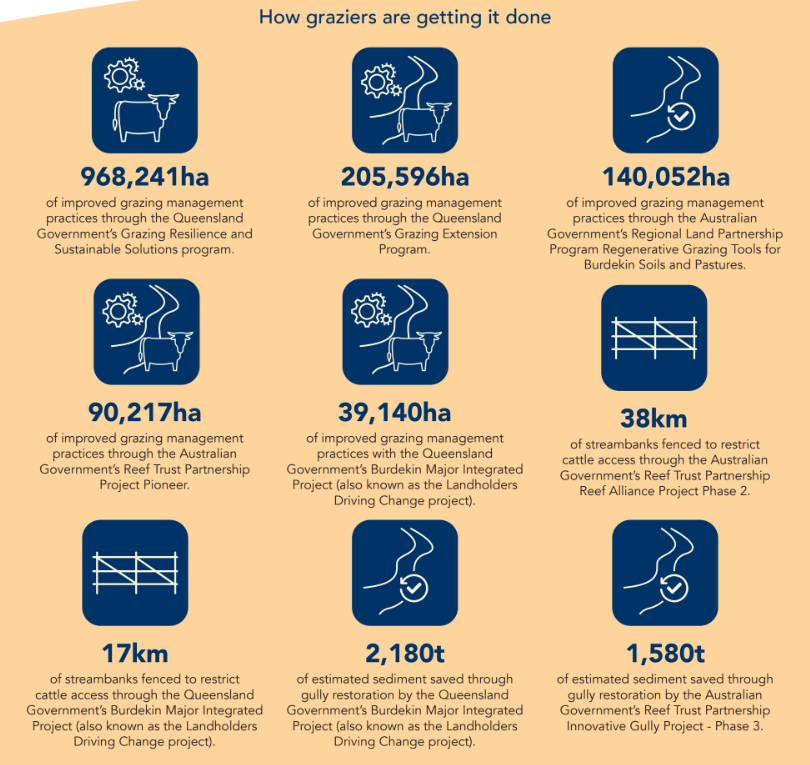 How graziers are getting it done
968,241ha
of improved grazing management
practices through the Queensland
Government's Grazing Resilience and
Sustainable Solutions program.
205,596ha
of improved grazing management
practices through the Queensland
Government's Grazing Extension
Program.
140,052ha
of improved grazing management
practices through the Australian
Government's Regional Land Partnership
Program Regenerative Grazing Tools for
Burdekin Soils and Pastures.
90,217ha
of improved grazing management
practices through the Australian
Government's Reef Trust Partnership
Project Pioneer.
39,140ha
of improved grazing management
practices with the Queensland
Government's Burdekin Major Integrated
Project (also known as the Landholders
Driving Change project).
38km
of streambanks fenced to restrict
cattle access through the Australian
Government's Reef Trust Partnership
Reef Alliance Project Phase 2.
17km
of streambanks fenced to restrict
cattle access through the Queensland
Government's Burdekin Major Integrated
Project (also known as the Landholders
Driving Change project).
2,180t
of estimated sediment saved through
gully restoration by the Queensland
Government's Burdekin Major Integrated
Project (also known as the Landholders
Driving Change project).
1,580t
of estimated sediment saved through
gully restoration by the Australian
Government's Reef Trust Partnership
Innovative Gully Project - Phase 3.